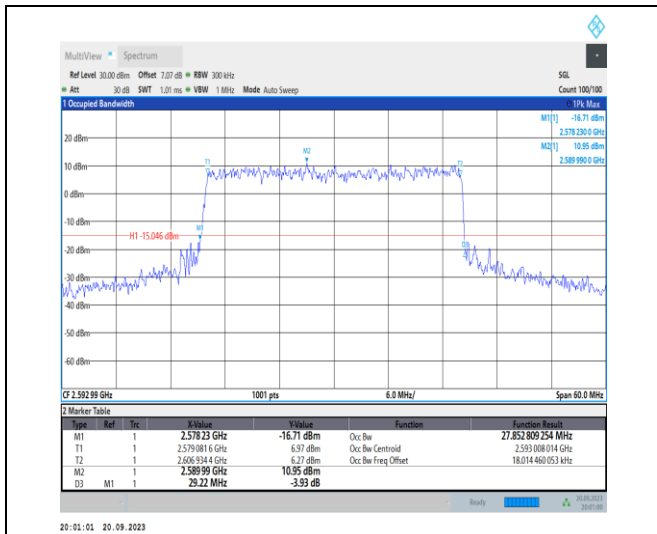 MultiView Spectrum
Ref Level 30.00 dBm Offset 7.07 dB RBW 300 kHz SGL
Att 30 dB SWT 1.01 ms VBW 1 MHz Mode Auto Sweep Count 100/100
1 Occupied Bandwidth 1Pk Max
M1[1] -16.71 dBm
2.578 230 0 GHz
M2[1] 10.95 dBm
2.589 990 0 GHz
20 dBm
M2
T1 T2
10 dBm
0 dBm
-10 dBm
M1
H1 -15.046 dBm
-20 dBm
D3
-30 dBm
-40 dBm
-50 dBm
-60 dBm
CF 2.592 99 GHz 1001 pts 6.0 MHz/ Span 60.0 MHz
2 Marker Table
Type Ref Trc X-Value Y-Value Function Function Result
M1 1 2.578 23 GHz -16.71 dBm Occ Bw 27.852 809 254 MHz
T1 1 2.579 081 6 GHz 6.97 dBm Occ Bw Centroid 2.593 008 014 GHz
T2 1 2.606 934 4 GHz 6.27 dBm Occ Bw Freq Offset 18.014 460 053 kHz
M2 1 2.589 99 GHz 10.95 dBm
D3 M1 1 29.22 MHz -3.93 dB
Ready 20.09.2023
20:01:00
20:01:01 20.09.2023